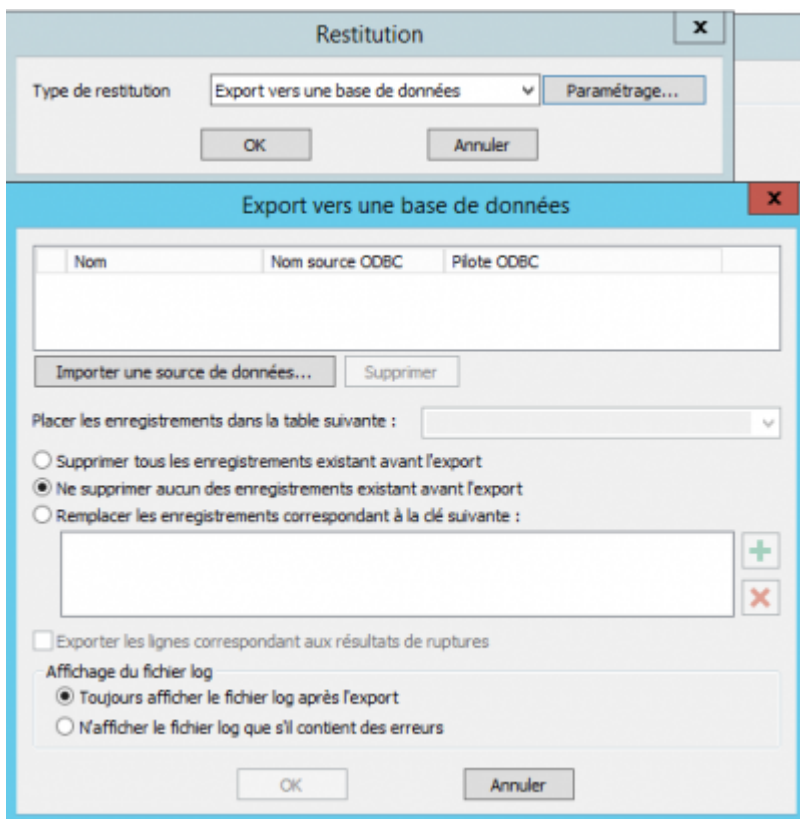 Restitution
x
Type de restitution Export vers une base de données Paramétrage...
OK Annuler
Export vers une base de données
x
Nom Nom source ODBC Pilote ODBC
Importer une source de données... Supprimer
Placer les enregistrements dans la table suivante :
Supprimer tous les enregistrements existant avant l'export
Ne supprimer aucun des enregistrements existant avant l'export
Remplacer les enregistrements correspondant à la clé suivante :
Exporter les lignes correspondant aux résultats de ruptures
Affichage du fichier log
Toujours afficher le fichier log après l'export
N'afficher le fichier log que s'il contient des erreurs
OK Annuler